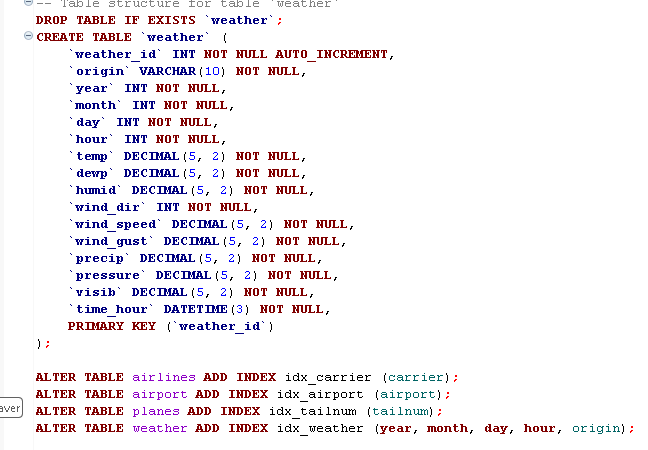 -- Table structure for table `weather`
DROP TABLE IF EXISTS `weather`;
CREATE TABLE `weather` (
`weather_id` INT NOT NULL AUTO_INCREMENT,
`origin` VARCHAR(10) NOT NULL,
`year` INT NOT NULL,
`month` INT NOT NULL,
`day` INT NOT NULL,
`hour` INT NOT NULL,
`temp` DECIMAL(5, 2) NOT NULL,
`dewp` DECIMAL(5, 2) NOT NULL,
`humid` DECIMAL(5, 2) NOT NULL,
`wind_dir` INT NOT NULL,
`wind_speed` DECIMAL(5, 2) NOT NULL,
`wind_gust` DECIMAL(5, 2) NOT NULL,
`precip` DECIMAL(5, 2) NOT NULL,
`pressure` DECIMAL(5, 2) NOT NULL,
`visib` DECIMAL(5, 2) NOT NULL,
`time_hour` DATETIME(3) NOT NULL,
PRIMARY KEY (`weather_id`)
);
ALTER TABLE airlines ADD INDEX idx_carrier (carrier);
ALTER TABLE airport ADD INDEX idx_airport (airport);
aver
ALTER TABLE planes ADD INDEX idx_tailnum (tailnum);
ALTER TABLE weather ADD INDEX idx_weather (year, month, day, hour, origin);